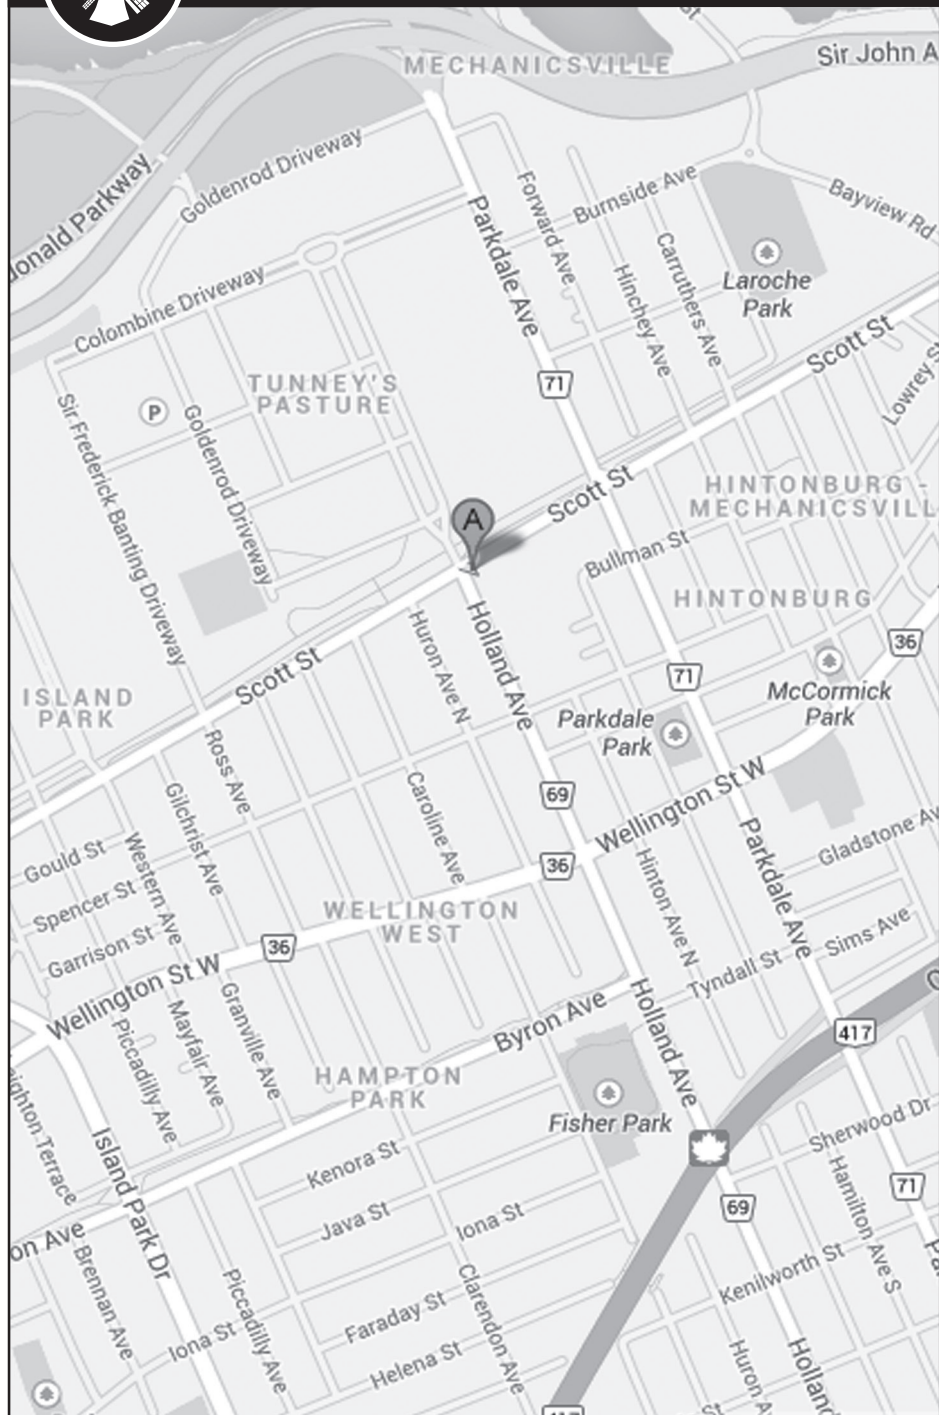 St
Sir John A
MECHANICSVILLE
Goldenrod Driveway
donald Parkway
Parkdale Ave
Forward Ave
Burnside Ave
Bayview Rd
Carruthers Ave
Hinchey Ave
Laroche
Park
Colombine Driveway
Scott St
Lowrey St
71
TUNNEY'S
PASTURE
P
Sir Frederick Banting Driveway
Goldenrod Driveway
HINTONBURG -
MECHANICSVILL
Scott St
A
Bullman St
HINTONBURG
Holland Ave
Huron Ave N
36
71
Scott St
ISLAND
PARK
McCormick
Park
Parkdale
Park
Ross Ave
Gilchrist Ave
Caroline Ave
69
Wellington St W
36
Gladstone Av
Parkdale Ave
Gould St
Western Ave
Spencer St
Hinton Ave N
WELLINGTON
WEST
36
Garrison St
Sims Ave
Tyndall St
Wellington St W
Granville Ave
Holland Ave
Byron Ave
Mayfair Ave
Piccadilly Ave
417
HAMPTON
PARK
Fisher Park
ighton Terrace
Sherwood Dr
Kenora St
Island Park Dr
Hamilton Ave S
71
69
Java St
Iona St
on Ave
Brennan Ave
Kenilworth St
Pa
Piccadilly Ave
Clarendon Ave
Faraday St
Iona St
Helena St
Huron A
Holland
417